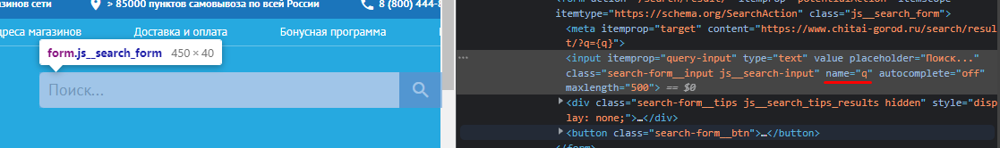 азинов сети > 85000 пунктов самовывоза по всей России 8 (800) 444-8
дреса магазинов Доставка и оплата Бонусная программа
form.js__search_form 450 × 40
Поиск...
itemtype="https://schema.org/SearchAction" class="js__search_form">
<meta itemprop="target" content="https://www.chitai-gorod.ru/search/resul
t/?q={q}">
<input itemprop="query-input" type="text" value placeholder="Поиск..."
class="search-form__input js__search-input" name="q" autocomplete="off"
maxlength="500"> == $0
<div class="search-form__tips js__search_tips_results hidden" style="disp
lay: none;">…</div>
<button class="search-form__btn">…</button>
</form>